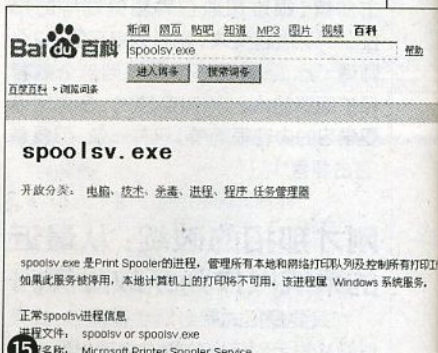 新闻 网页 贴吧 知道 MP3 图片 视频 百科
Bai du 百科 spoolsv.exe 帮助
进入词条 搜索词条
百度百科 > 浏览词条
spoolsv.exe
开放分类： 电脑、技术、杀毒、进程、程序 任务管理器
spoolsv.exe 是Print Spooler的进程，管理所有本地和网络打印队列及控制所有打印工
如果此服务被停用，本地计算机上的打印将不可用。该进程属 Windows 系统服务。
正常spoolsv进程信息
进程文件： spoolsv or spoolsv.exe
15 程名称： Microsoft Printer Spooler Service